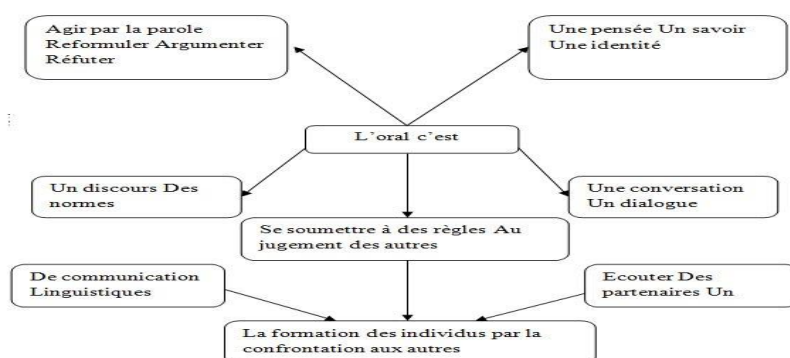 Agir par la parole
Reformuler Argumenter
Réfuter
Une pensée Un savoir
Une identité
L'oral c'est
Un discours Des
normes
Une conversation
Un dialogue
Se soumettre à des règles Au
jugement des autres
De communication
Linguistiques
Ecouter Des
partenaires Un
La formation des individus par la
confrontation aux autres